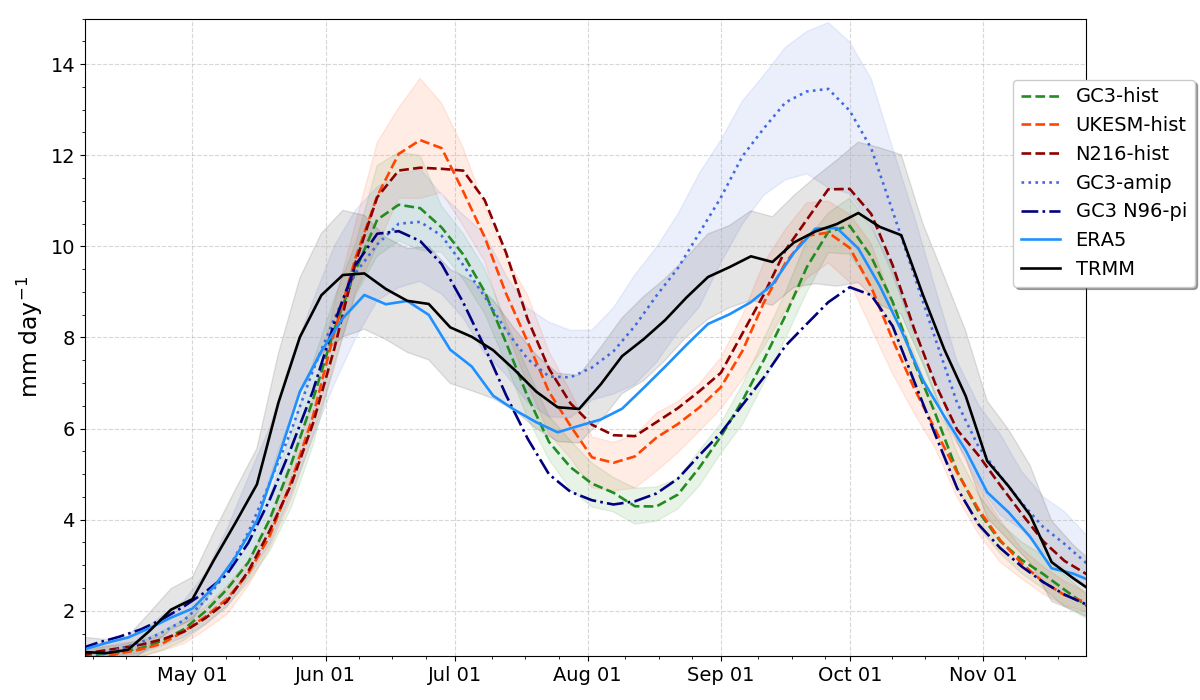 mm day⁻¹
14
12
10
8
6
4
2
May 01
Jun 01
Jul 01
Aug 01
Sep 01
Oct 01
Nov 01
GC3-hist
UKESM-hist
N216-hist
GC3-amip
GC3 N96-pi
ERA5
TRMM